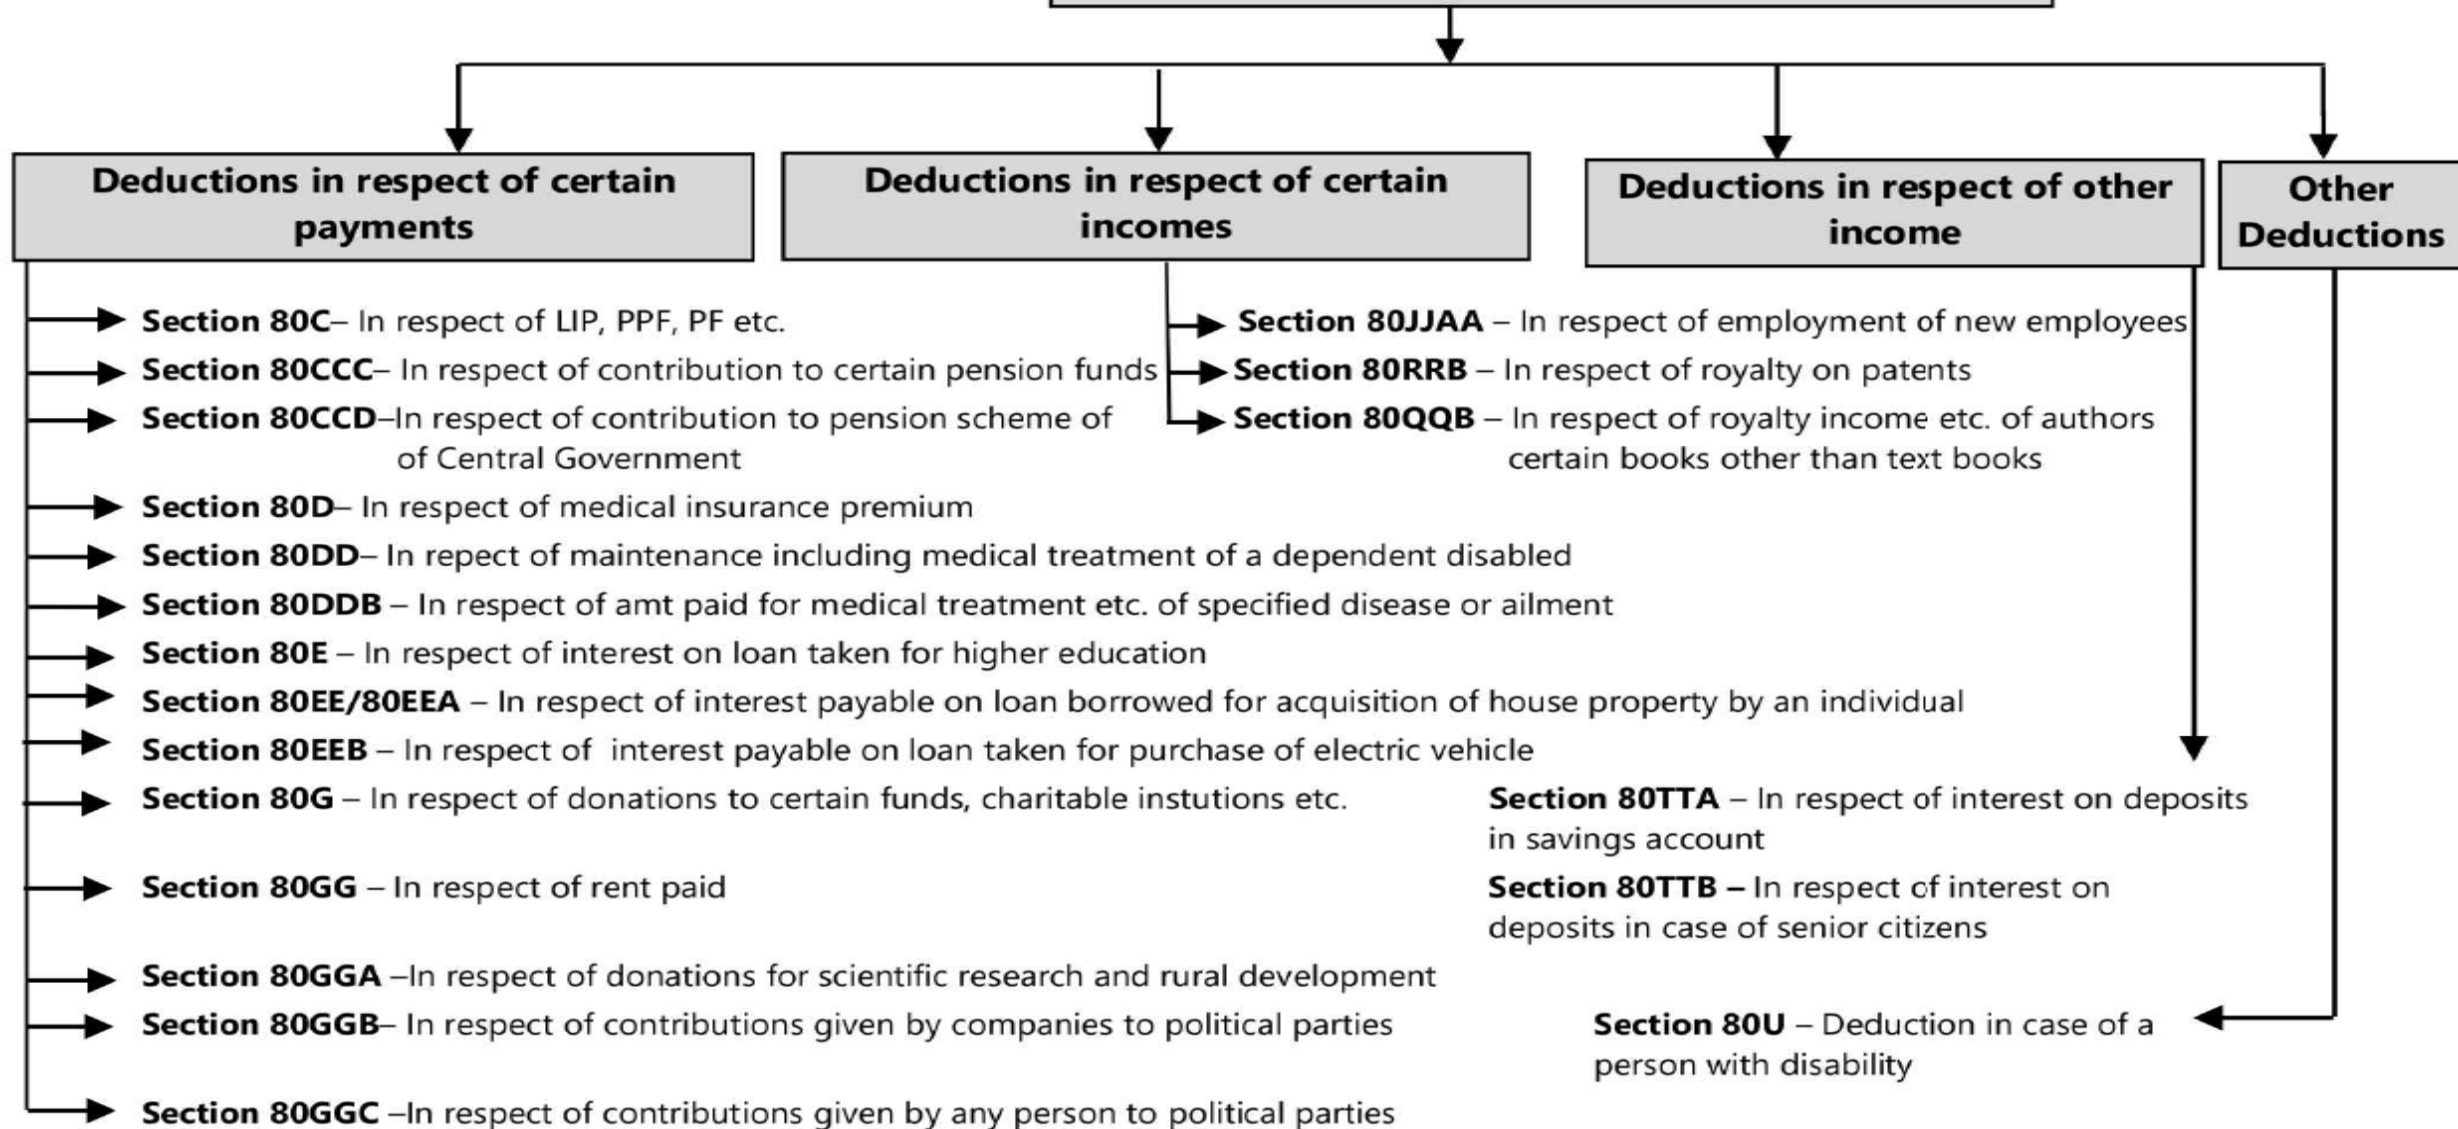 Deductions in respect of certain
payments
Deductions in respect of certain
incomes
Deductions in respect of other
income
Other
Deductions
Section 80C– In respect of LIP, PPF, PF etc.
Section 80CCC– In respect of contribution to certain pension funds
Section 80CCD–In respect of contribution to pension scheme of
of Central Government
Section 80D– In respect of medical insurance premium
Section 80DD– In repect of maintenance including medical treatment of a dependent disabled
Section 80DDB – In respect of amt paid for medical treatment etc. of specified disease or ailment
Section 80E – In respect of interest on loan taken for higher education
Section 80EE/80EEA – In respect of interest payable on loan borrowed for acquisition of house property by an individual
Section 80EEB – In respect of interest payable on loan taken for purchase of electric vehicle
Section 80G – In respect of donations to certain funds, charitable instutions etc.
Section 80GG – In respect of rent paid
Section 80GGA –In respect of donations for scientific research and rural development
Section 80GGB– In respect of contributions given by companies to political parties
Section 80GGC –In respect of contributions given by any person to political parties
Section 80JJAA – In respect of employment of new employees
Section 80RRB – In respect of royalty on patents
Section 80QQB – In respect of royalty income etc. of authors
certain books other than text books
Section 80TTA – In respect of interest on deposits
in savings account
Section 80TTB – In respect of interest on
deposits in case of senior citizens
Section 80U – Deduction in case of a
person with disability